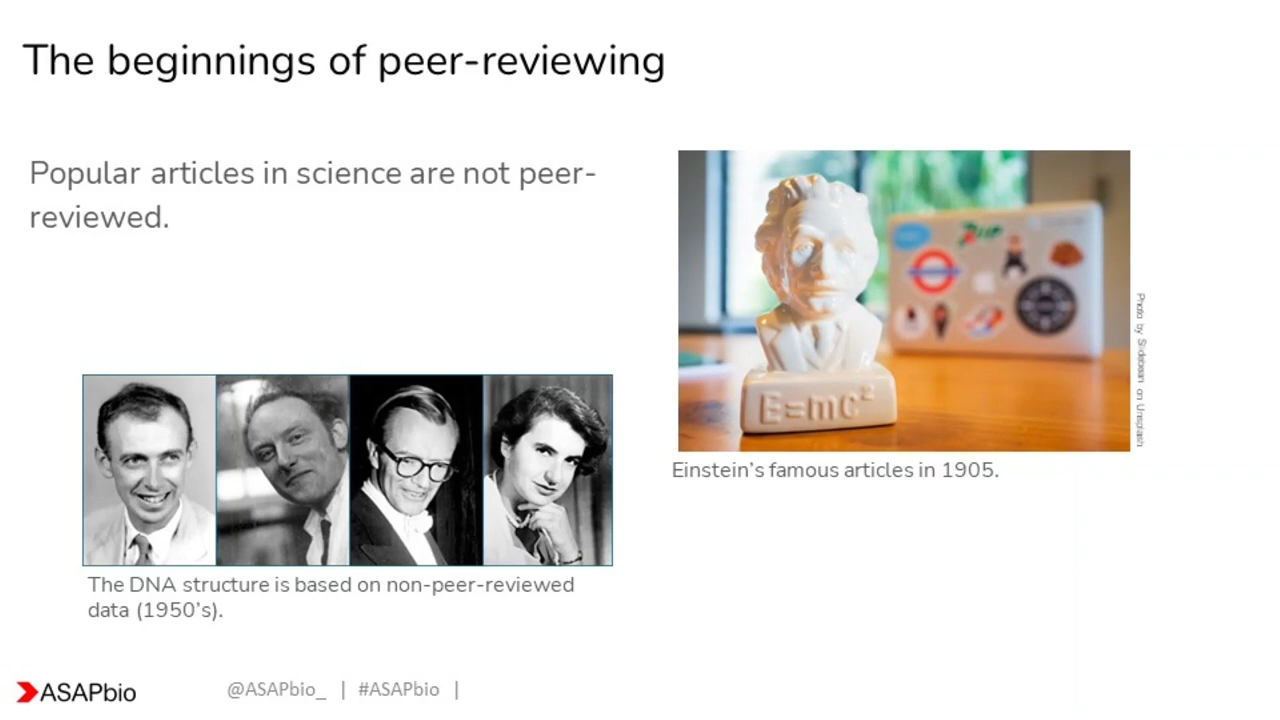 The beginnings of peer-reviewing
Popular articles in science are not peer-
reviewed.
E=mc²
Photo by Slidebean on Unsplash
Einstein’s famous articles in 1905.
The DNA structure is based on non-peer-reviewed
data (1950’s).
ASAPbio
@ASAPbio_ | #ASAPbio |